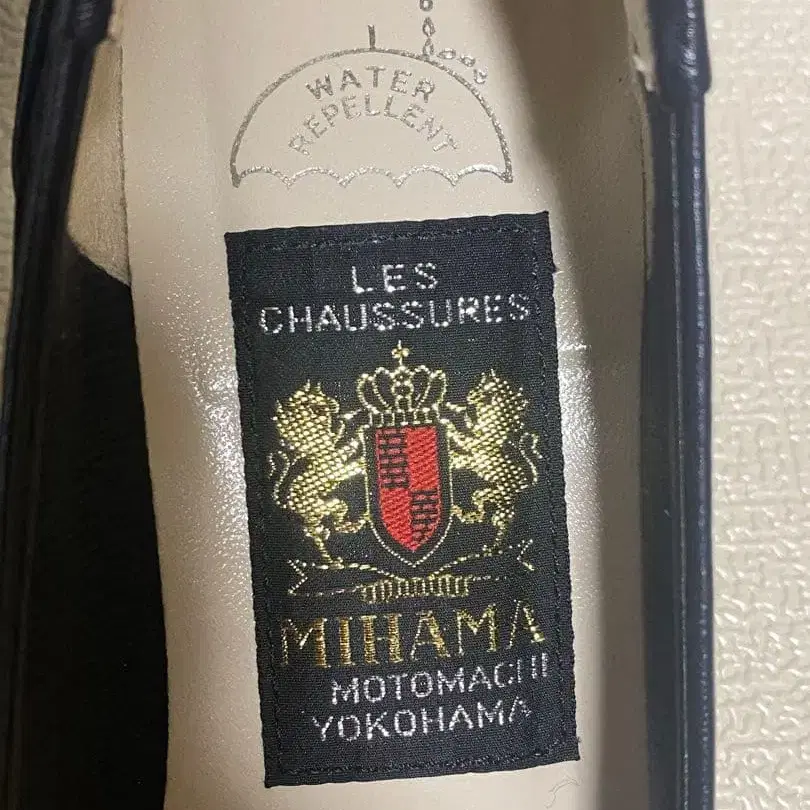 WATER
REPELLENT
LES
CHAUSSURES
MIHAMA
MOTOMACHI
YOKOHAMA